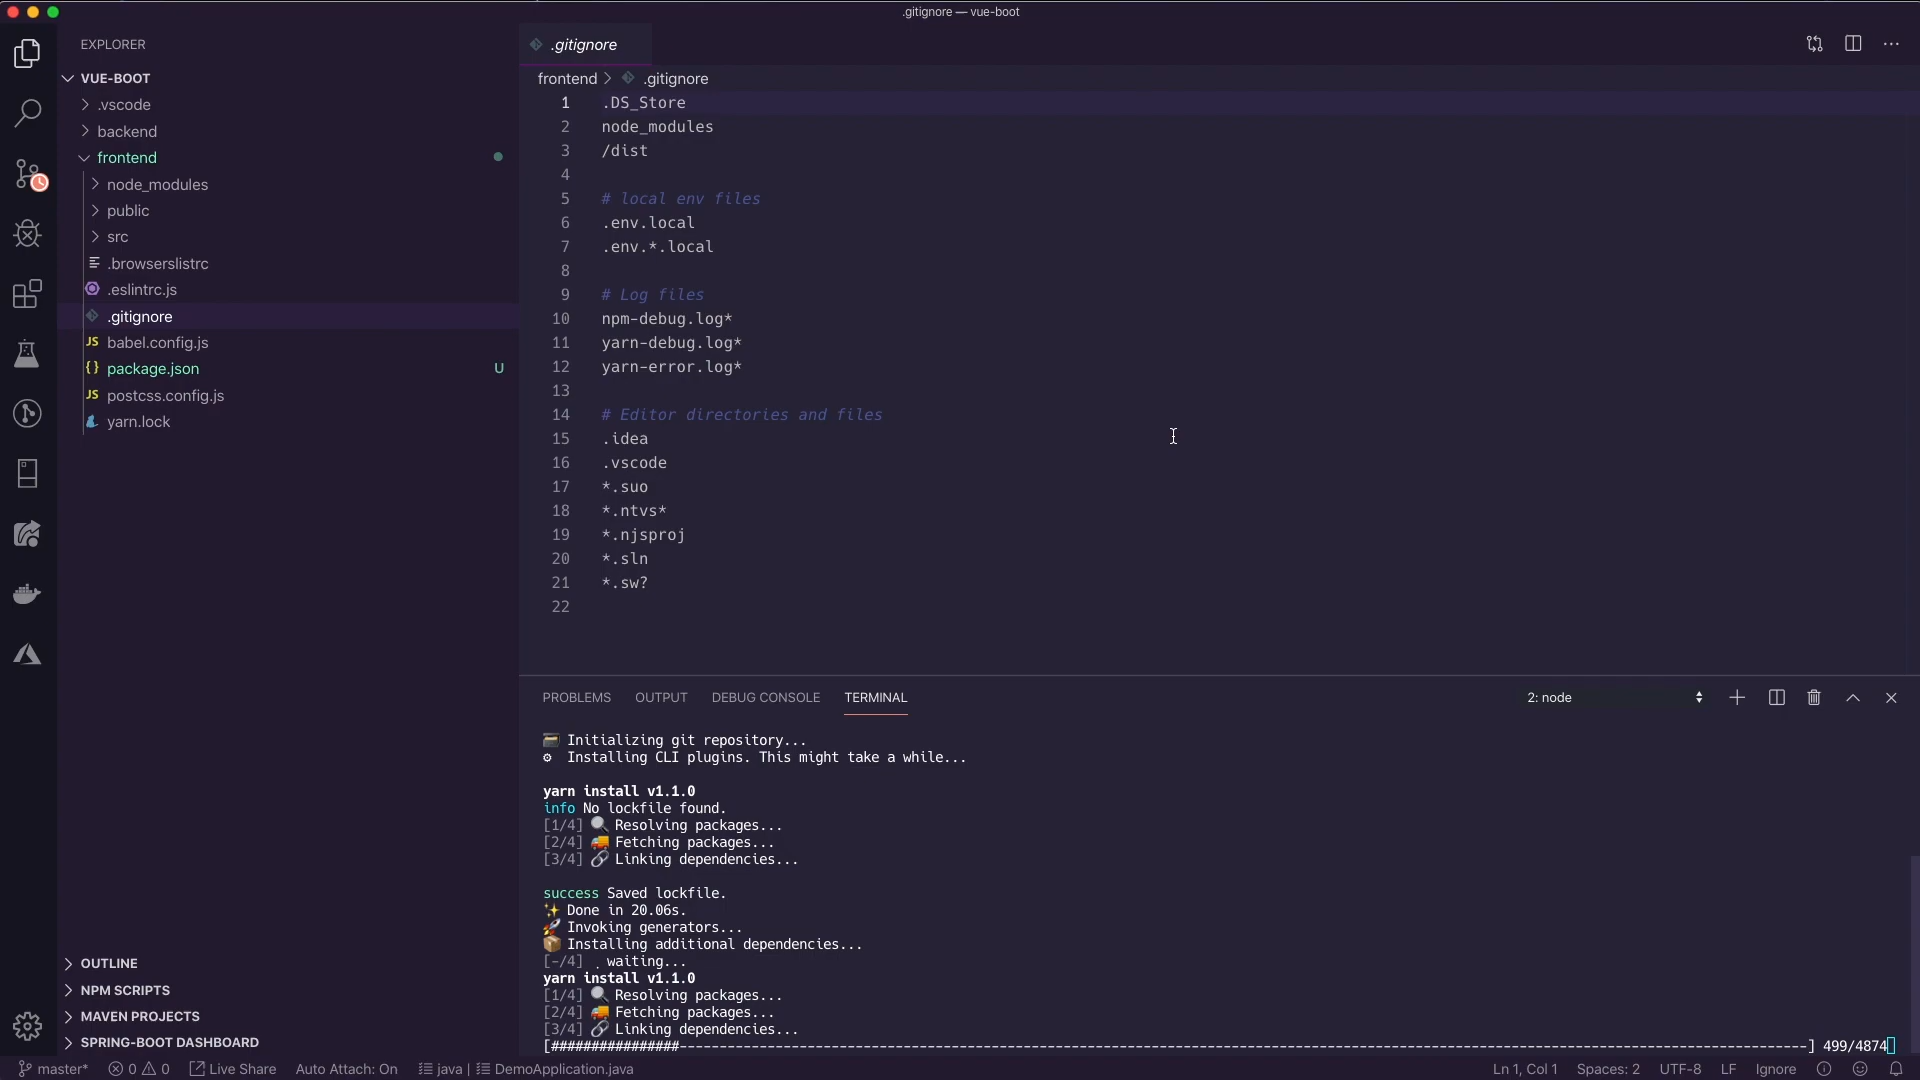 .gitignore — vue-boot
EXPLORER
VUE-BOOT
.vscode
backend
frontend
node_modules
public
src
.browserslistrc
.eslintrc.js
.gitignore
JS babel.config.js
{} package.json U
JS postcss.config.js
yarn.lock
OUTLINE
NPM SCRIPTS
MAVEN PROJECTS
SPRING-BOOT DASHBOARD
.gitignore
frontend > .gitignore
1 .DS_Store
2 node_modules
3 /dist
4
5 # local env files
6 .env.local
7 .env.*.local
8
9 # Log files
10 npm-debug.log*
11 yarn-debug.log*
12 yarn-error.log*
13
14 # Editor directories and files
15 .idea
16 .vscode
17 *.suo
18 *.ntvs*
19 *.njsproj
20 *.sln
21 *.sw?
22
PROBLEMS OUTPUT DEBUG CONSOLE TERMINAL 2: node
🗃 Initializing git repository...
⚙ Installing CLI plugins. This might take a while...
yarn install v1.1.0
info No lockfile found.
[1/4] 🔍 Resolving packages...
[2/4] 🚚 Fetching packages...
[3/4] 🔗 Linking dependencies...
success Saved lockfile.
✨ Done in 20.06s.
🚀 Invoking generators...
📦 Installing additional dependencies...
[-/4] . waiting...
yarn install v1.1.0
[1/4] 🔍 Resolving packages...
[2/4] 🚚 Fetching packages...
[3/4] 🔗 Linking dependencies...
[################---------------------------------------------------------------------------------------------------------------------------------------------] 499/4874
master* 0 0 Live Share Auto Attach: On java | DemoApplication.java Ln 1, Col 1 Spaces: 2 UTF-8 LF Ignore